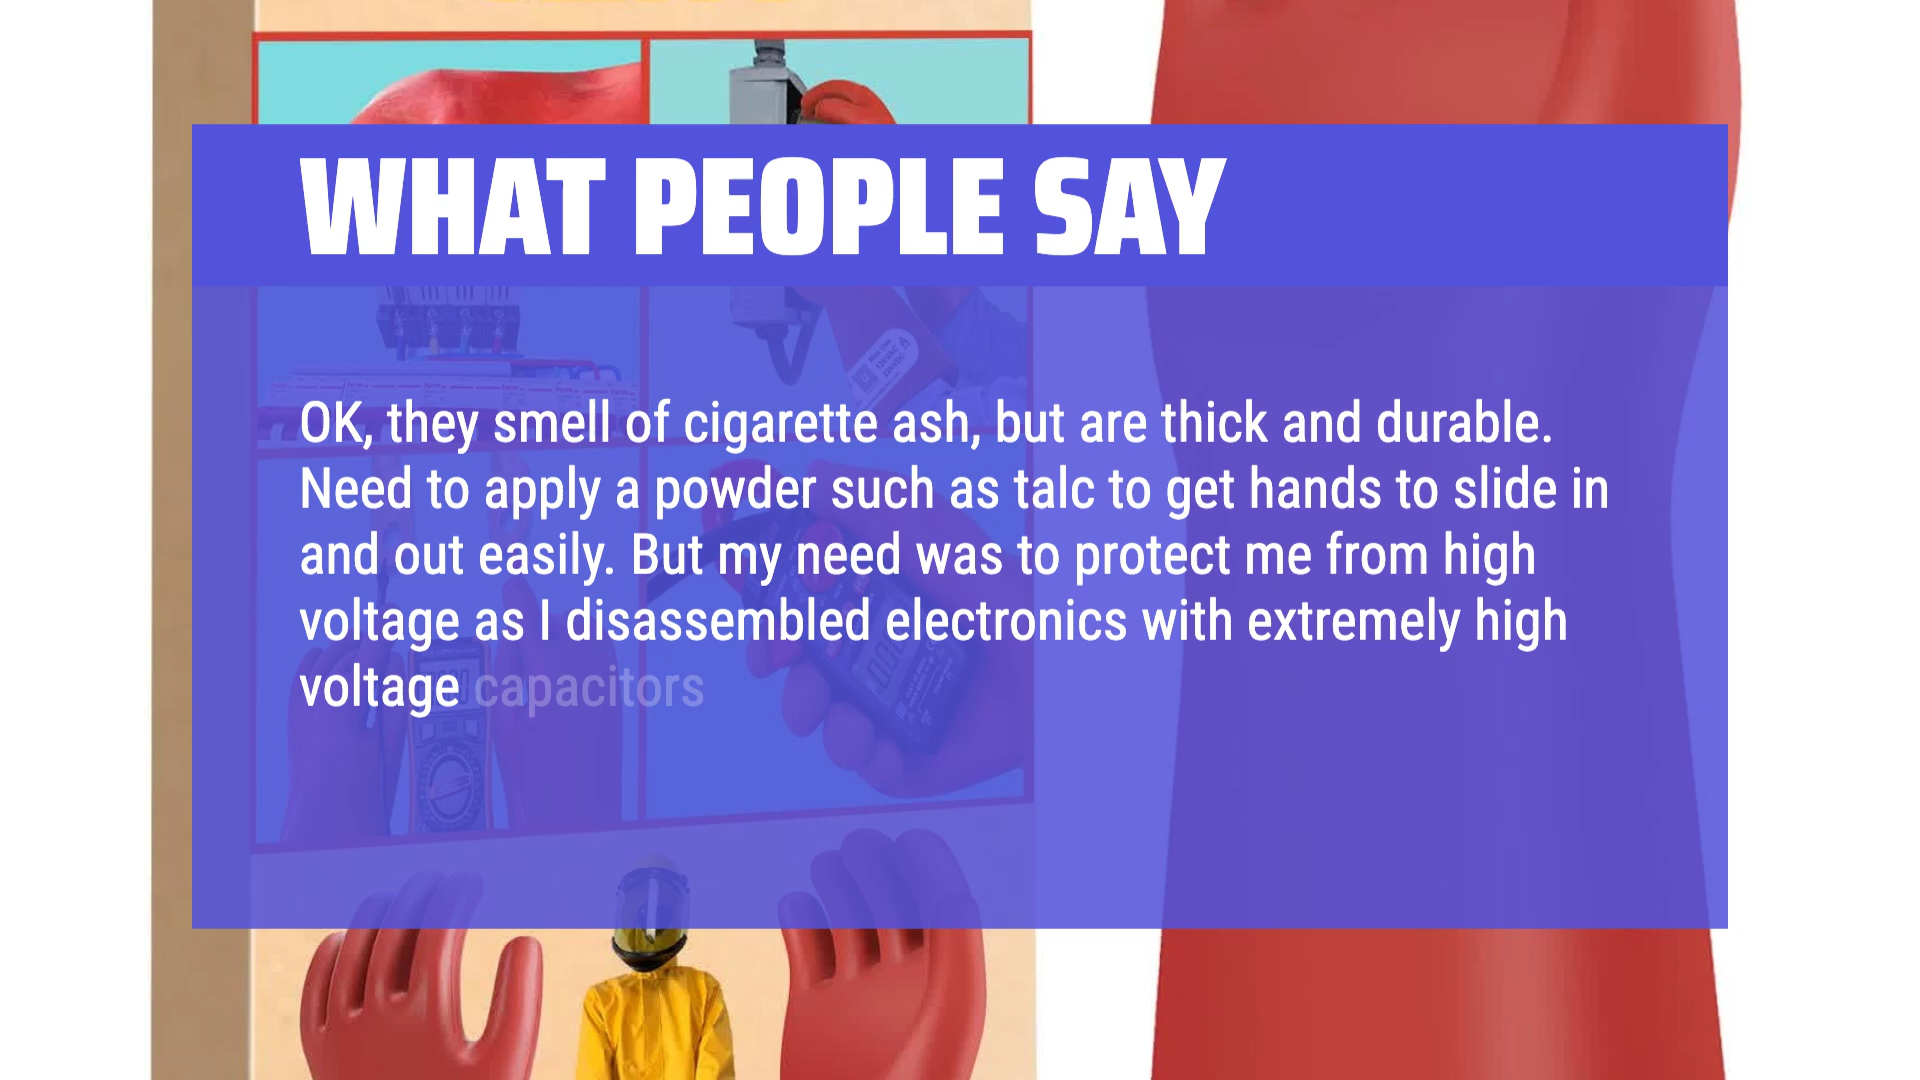 WHAT PEOPLE SAY
OK, they smell of cigarette ash, but are thick and durable.
Need to apply a powder such as talc to get hands to slide in
and out easily. But my need was to protect me from high
voltage as I disassembled electronics with extremely high
voltage capacitors